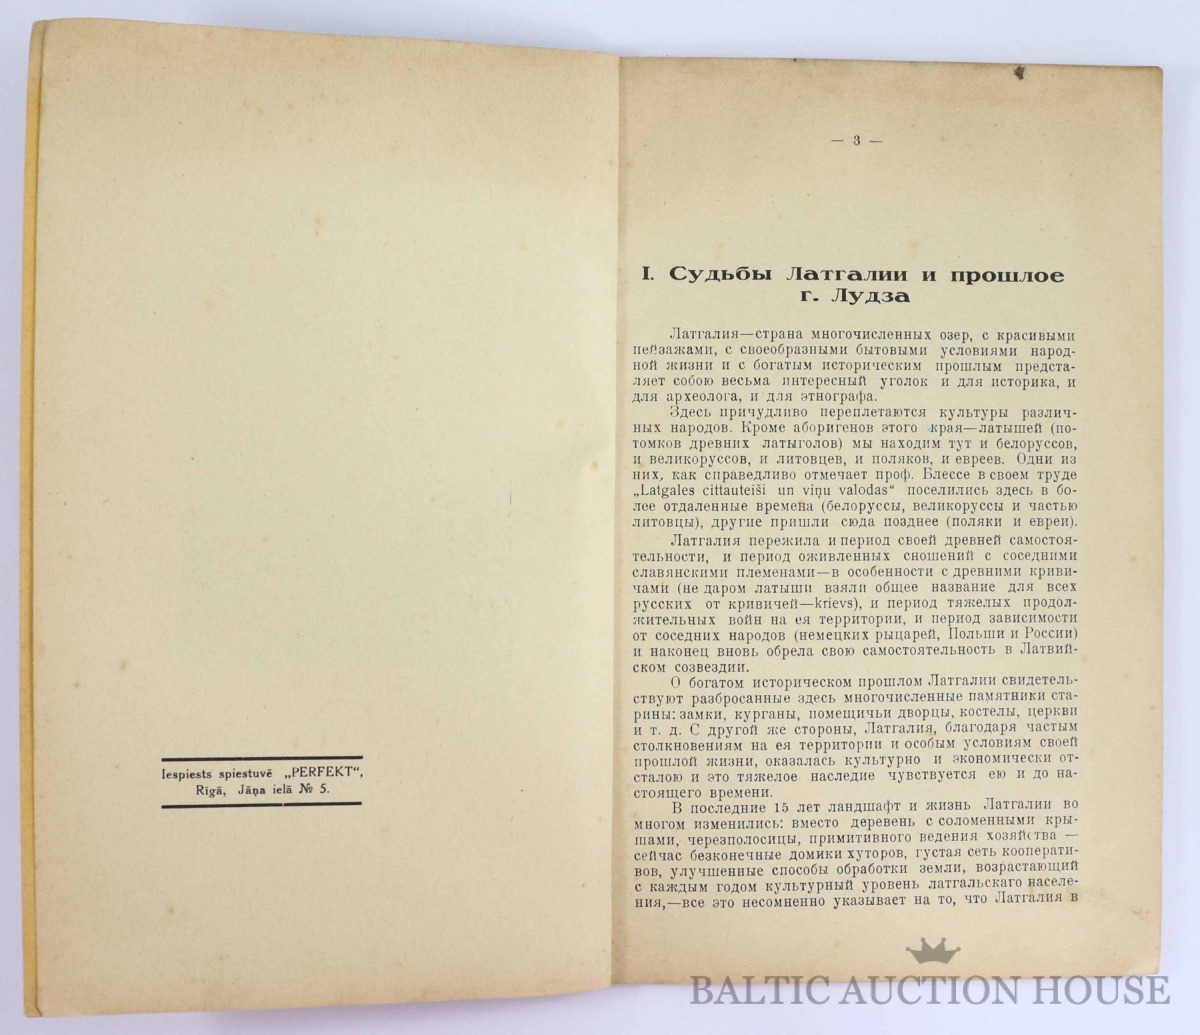 Iespiests spiestuvē „PERFEKT“,
Rīgā, Jāņa ielā № 5.
— 3 —
I. Судьбы Латгалии и прошлое
г. Лудза
Латгалия—страна многочисленных озер, с красивыми
пейзажами, с своеобразными бытовыми условиями народ-
ной жизни и с богатым историческим прошлым предста-
ляет собою весьма интересный уголок и для историка, и
для археолога, и для этнографа.
Здесь причудливо переплетаются культуры различ-
ных народов. Кроме аборигенов этого края—латышей (по-
томков древних латыголов) мы находим тут и белоруссов,
и великоруссов, и литовцев, и поляков, и евреев. Одни из
них, как справедливо отмечает проф. Блессе в своем труде
„Latgales cittauteiši un viņu valodas“ поселились здесь в бо-
лее отдаленные времена (белоруссы, великоруссы и частью
литовцы), другие пришли сюда позднее (поляки и евреи).
Латгалия пережила и период своей древней самостоя-
тельности, и период оживленных сношений с соседними
славянскими племенами—в особенности с древними криви-
чами (не даром латыши взяли общее название для всех
русских от кривичей—krievs), и период тяжелых продол-
жительных войн на ея территории, и период зависимости
от соседних народов (немецких рыцарей, Польши и России)
и наконец вновь обрела свою самостоятельность в Латвий-
ском созвездии.
О богатом историческом прошлом Латгалии свидетель-
ствуют разбросанные здесь многочисленные памятники ста-
рины: замки, курганы, помещичьи дворцы, костелы, церкви
и т. д. С другой же стороны, Латгалия, благодаря частым
столкновениям на ея территории и особым условиям своей
прошлой жизни, оказалась культурно и экономически от-
сталою и это тяжелое наследие чувствуется ею и до на-
стоящего времени.
В последние 15 лет ландшафт и жизнь Латгалии во
многом изменились: вместо деревень с соломенными кры-
шами, черезполосицы, примитивного ведения хозяйства —
сейчас безконечные домики хуторов, густая сеть кооперати-
вов, улучшенные способы обработки земли, возрастающий
с каждым годом культурный уровень латгальскаго населе-
ния,—все это несомненно указывает на то, что Латгалия в
BALTIC AUCTION HOUSE